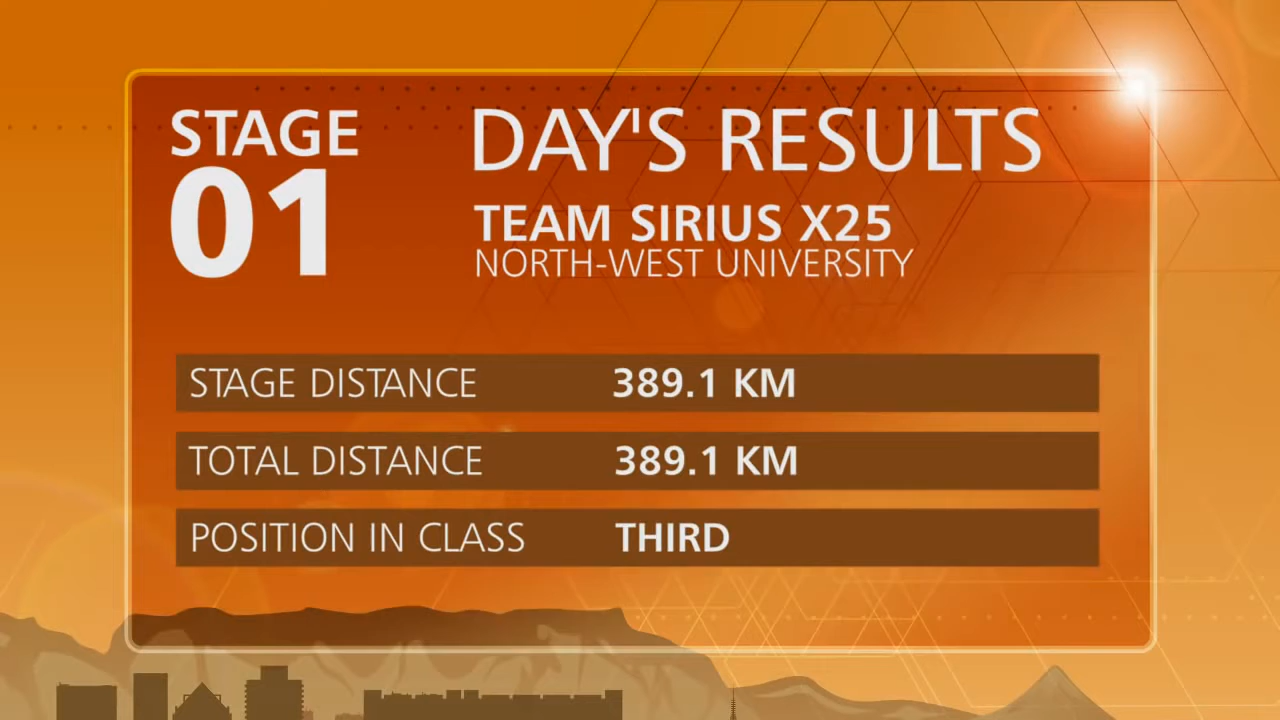 STAGE
01
DAY'S RESULTS
TEAM SIRIUS X25
NORTH-WEST UNIVERSITY
STAGE DISTANCE 389.1 KM
TOTAL DISTANCE 389.1 KM
POSITION IN CLASS THIRD